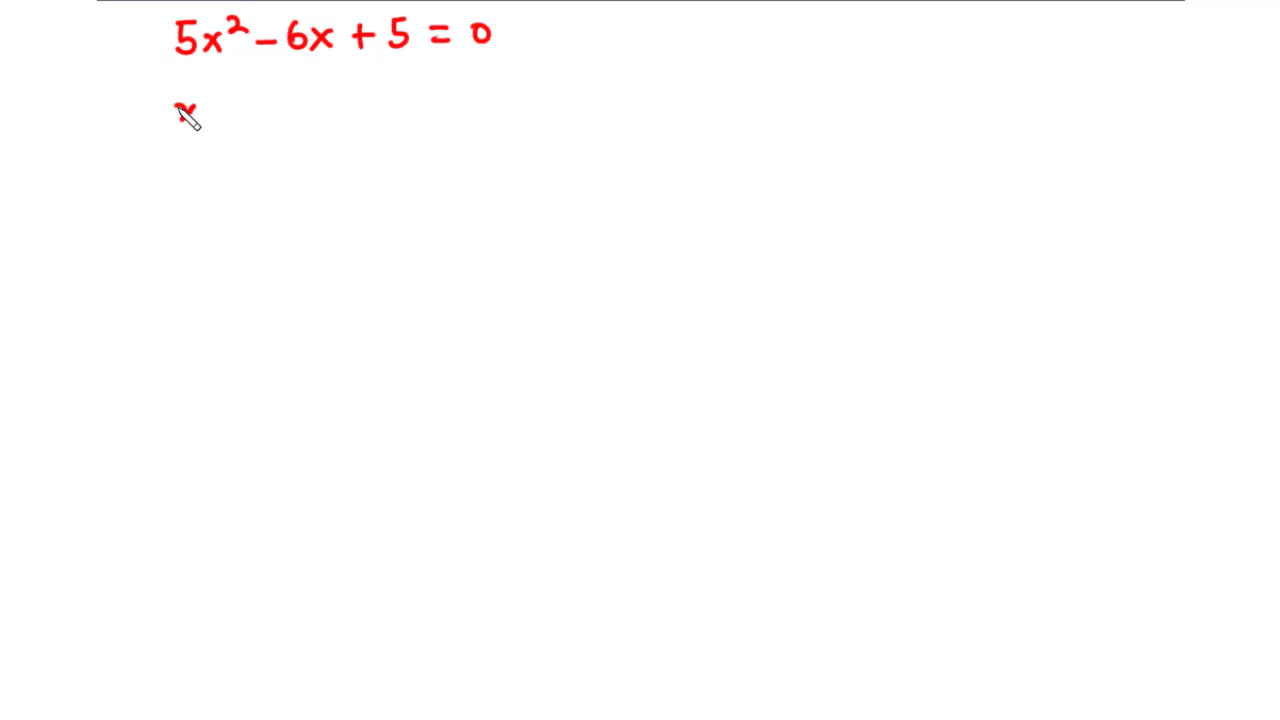 5x² – 6x + 5 = 0
x